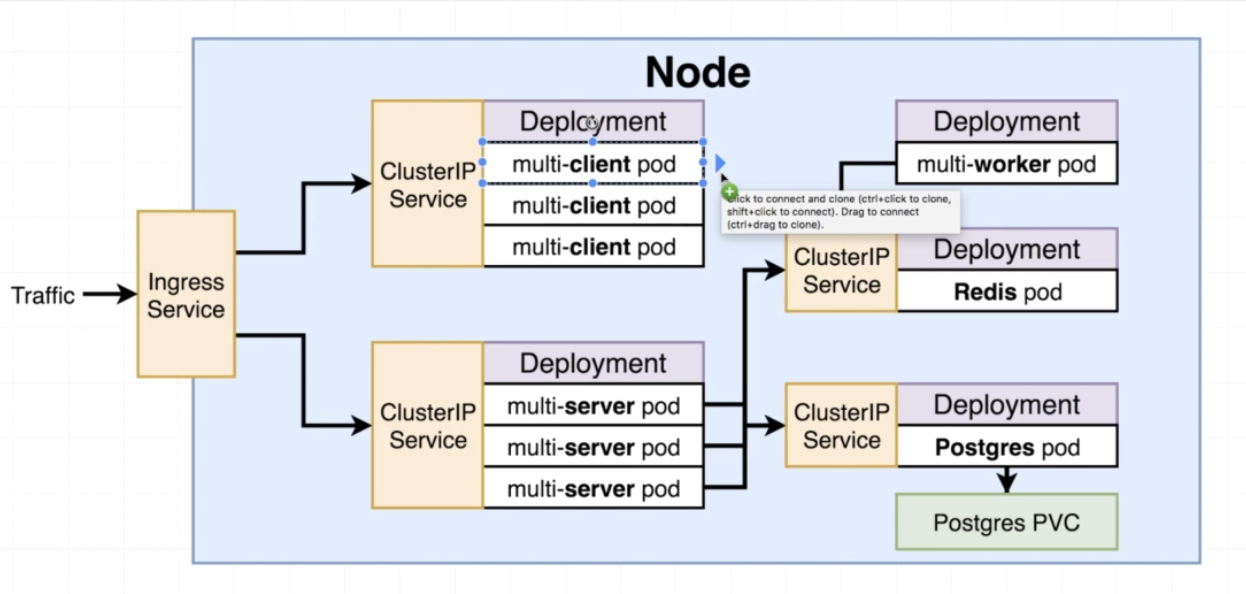 Node
Traffic
Ingress
Service
ClusterIP
Service
Deployment
multi-client pod
multi-client pod
multi-client pod
ClusterIP
Service
Deployment
multi-server pod
multi-server pod
multi-server pod
Deployment
multi-worker pod
Click to connect and clone (ctrl+click to clone,
shift+click to connect). Drag to connect
(ctrl+drag to clone).
ClusterIP
Service
Deployment
Redis pod
ClusterIP
Service
Deployment
Postgres pod
Postgres PVC